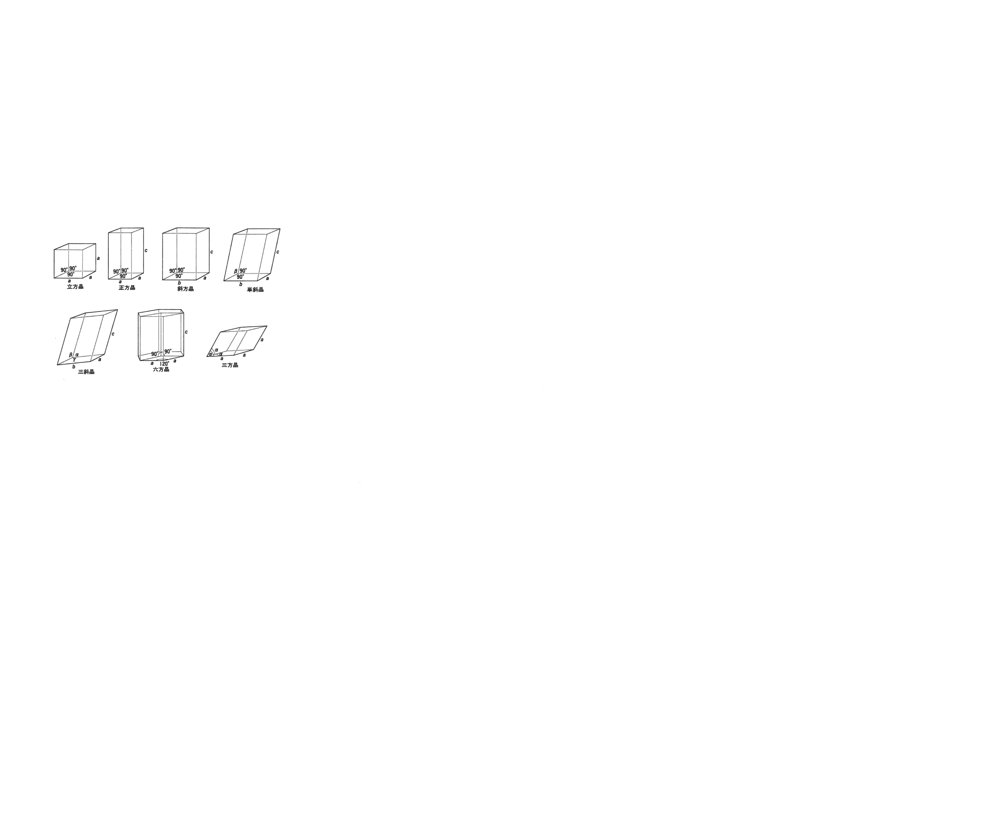 90° 90° 90° a a a
立方晶
90° 90° 90° a a c
正方晶
90° 90° 90° b a c
斜方晶
β 90° 90° b a c
単斜晶
β α γ b a c
三斜晶
90° 90° 120° a a c
六方晶
α α α a a a
三方晶